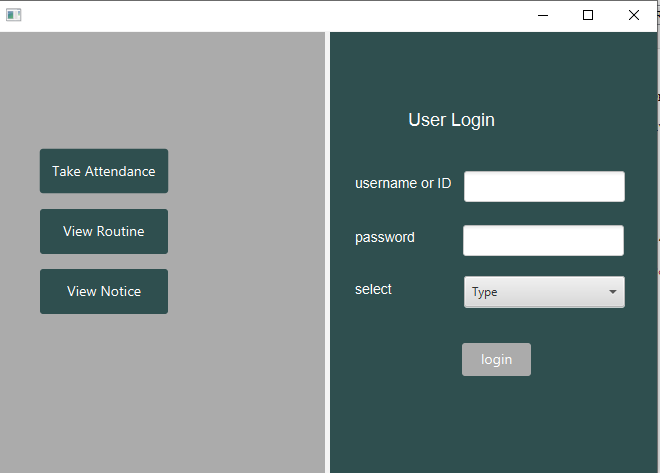 Take Attendance
View Routine
View Notice
User Login
username or ID
password
select
Type
login